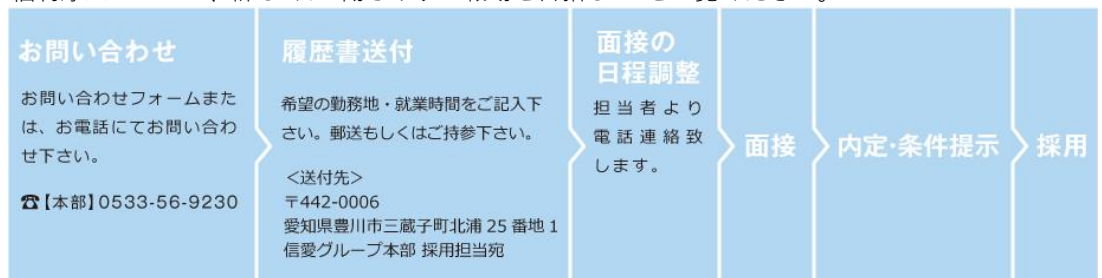 お問い合わせ
お問い合わせフォームまた
は、お電話にてお問い合わ
せ下さい。
☎【本部】0533-56-9230
履歴書送付
希望の勤務地・就業時間をご記入下
さい。郵送もしくはご持参下さい。
<送付先>
〒442-0006
愛知県豊川市三蔵子町北浦 25 番地 1
信愛グループ本部 採用担当宛
面接の
日程調整
担当者より
電話連絡致
します。
面接
内定・条件提示
採用